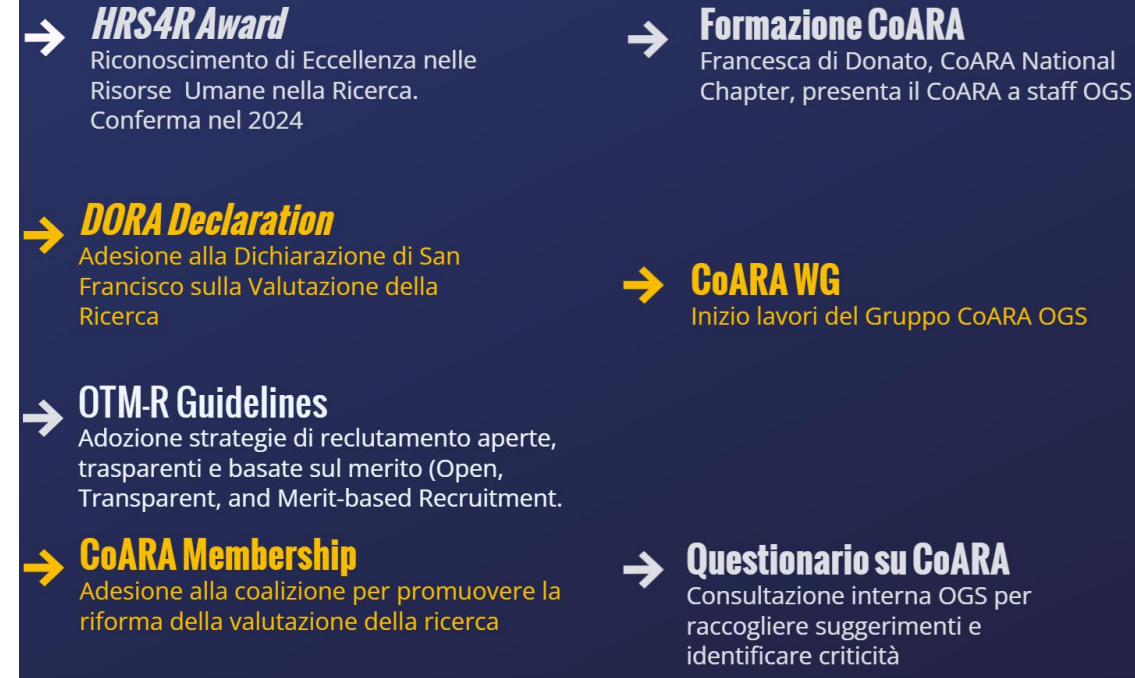 HRS4R Award
Riconoscimento di Eccellenza nelle
Risorse Umane nella Ricerca.
Conferma nel 2024
DORA Declaration
Adesione alla Dichiarazione di San
Francisco sulla Valutazione della
Ricerca
OTM-R Guidelines
Adozione strategie di reclutamento aperte,
trasparenti e basate sul merito (Open,
Transparent, and Merit-based Recruitment.
CoARA Membership
Adesione alla coalizione per promuovere la
riforma della valutazione della ricerca
Formazione CoARA
Francesca di Donato, CoARA National
Chapter, presenta il CoARA a staff OGS
CoARA WG
Inizio lavori del Gruppo CoARA OGS
Questionario su CoARA
Consultazione interna OGS per
raccogliere suggerimenti e
identificare criticità